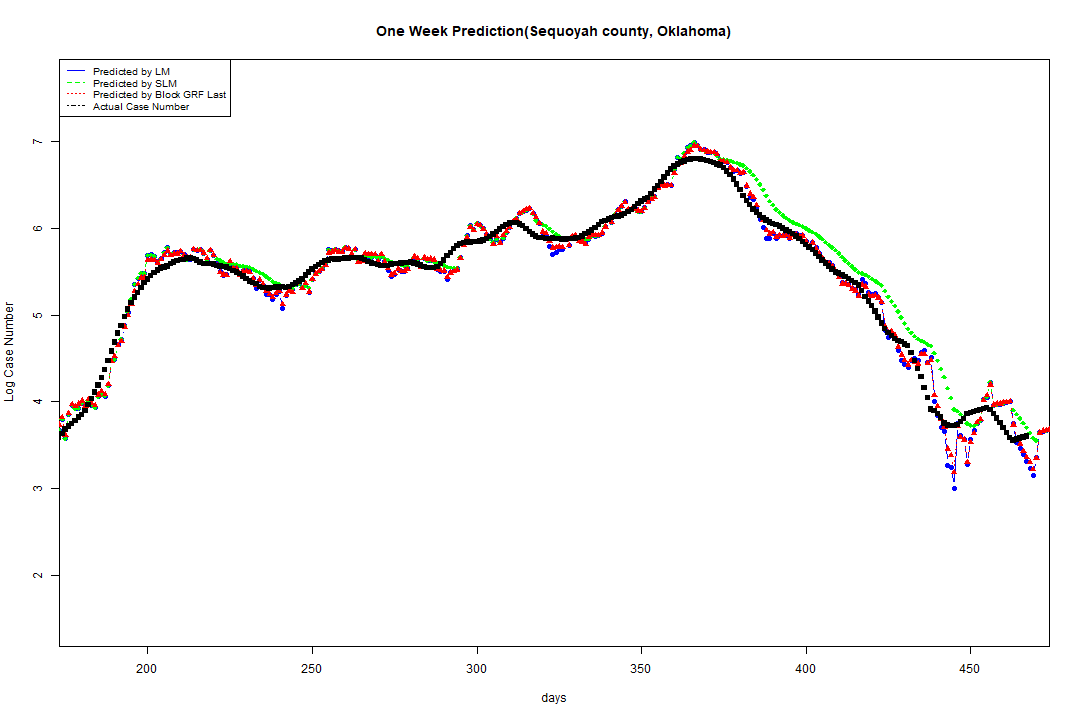 One Week Prediction(Sequoyah county, Oklahoma)
Predicted by LM
Predicted by SLM
Predicted by Block GRF Last
Actual Case Number
Log Case Number
7
6
5
4
3
2
200 250 300 350 400 450
days